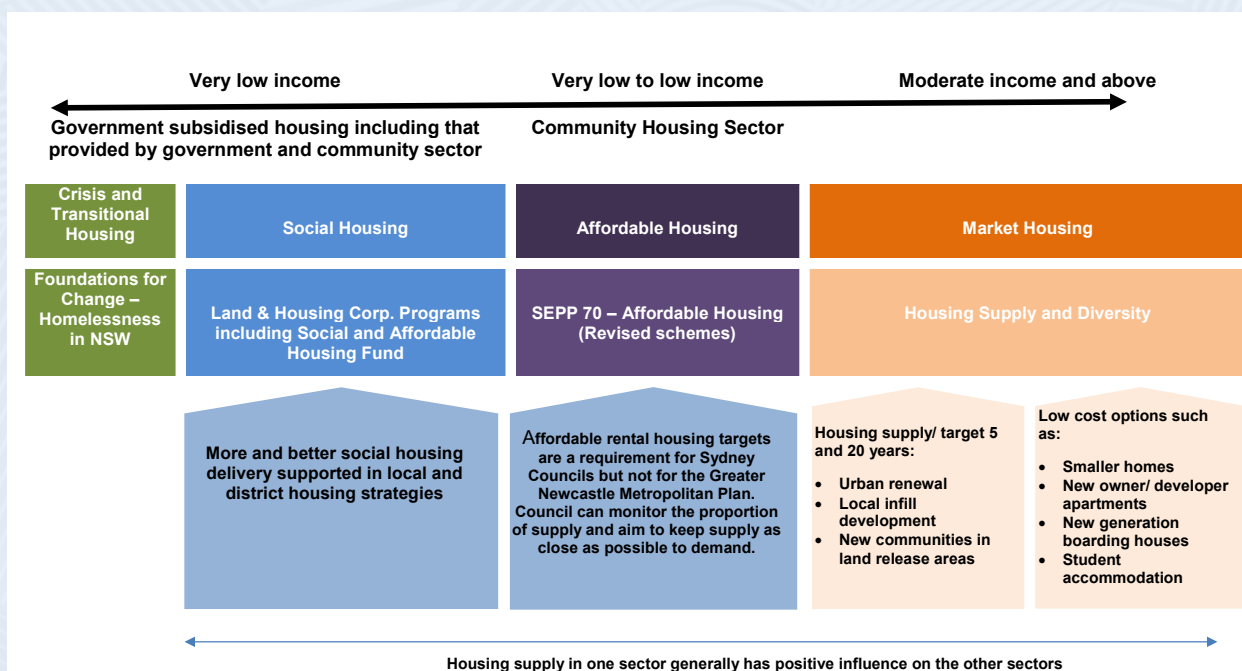 Very low income
Very low to low income
Moderate income and above
Government subsidised housing including that
provided by government and community sector
Community Housing Sector
Crisis and
Transitional
Housing
Social Housing
Affordable Housing
Market Housing
Foundations for
Change –
Homelessness
in NSW
Land & Housing Corp. Programs
including Social and Affordable
Housing Fund
SEPP 70 – Affordable Housing
(Revised schemes)
Housing Supply and Diversity
More and better social housing
delivery supported in local and
district housing strategies
Affordable rental housing targets
are a requirement for Sydney
Councils but not for the Greater
Newcastle Metropolitan Plan.
Council can monitor the proportion
of supply and aim to keep supply as
close as possible to demand.
Housing supply/ target 5
and 20 years:
• Urban renewal
• Local infill
development
• New communities in
land release areas
Low cost options such
as:
• Smaller homes
• New owner/ developer
apartments
• New generation
boarding houses
• Student
accommodation
Housing supply in one sector generally has positive influence on the other sectors